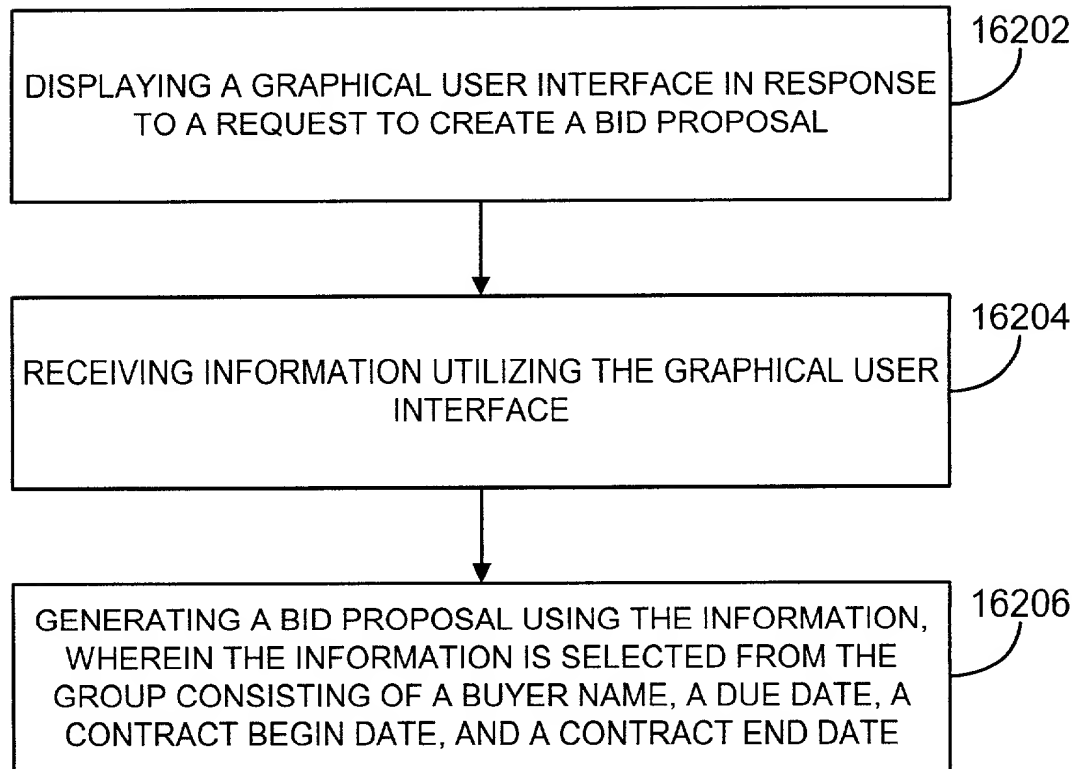 16202
DISPLAYING A GRAPHICAL USER INTERFACE IN RESPONSE
TO A REQUEST TO CREATE A BID PROPOSAL
16204
RECEIVING INFORMATION UTILIZING THE GRAPHICAL USER
INTERFACE
16206
GENERATING A BID PROPOSAL USING THE INFORMATION,
WHEREIN THE INFORMATION IS SELECTED FROM THE
GROUP CONSISTING OF A BUYER NAME, A DUE DATE, A
CONTRACT BEGIN DATE, AND A CONTRACT END DATE